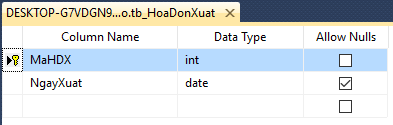 DESKTOP-G7VDGN9...o.tb_HoaDonXuat
Column Name Data Type Allow Nulls
MaHDX int
NgayXuat date